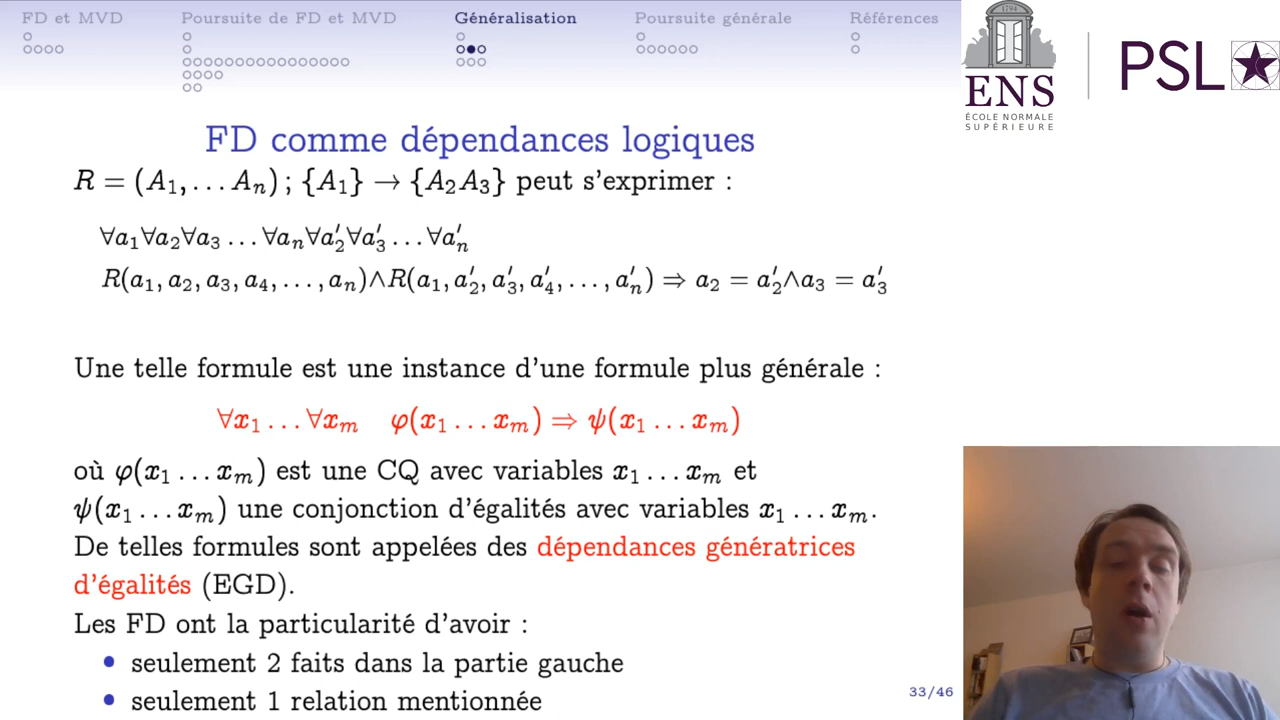 FD et MVD Poursuite de FD et MVD Généralisation Poursuite générale Références
1794
ENS
ÉCOLE NORMALE
SUPÉRIEURE
PSL
FD comme dépendances logiques
R = (A₁, … Aₙ) ; {A₁} → {A₂A₃} peut s'exprimer :
∀a₁∀a₂∀a₃ … ∀aₙ∀a′₂∀a′₃ … ∀a′ₙ
R(a₁, a₂, a₃, a₄, …, aₙ)∧R(a₁, a′₂, a′₃, a′₄, …, a′ₙ) ⇒ a₂ = a′₂∧a₃ = a′₃
Une telle formule est une instance d'une formule plus générale :
∀x₁ … ∀xₘ φ(x₁ … xₘ) ⇒ ψ(x₁ … xₘ)
où φ(x₁ … xₘ) est une CQ avec variables x₁ … xₘ et
ψ(x₁ … xₘ) une conjonction d'égalités avec variables x₁ … xₘ.
De telles formules sont appelées des dépendances génératrices
d'égalités (EGD).
Les FD ont la particularité d'avoir :
• seulement 2 faits dans la partie gauche
• seulement 1 relation mentionnée
33/46